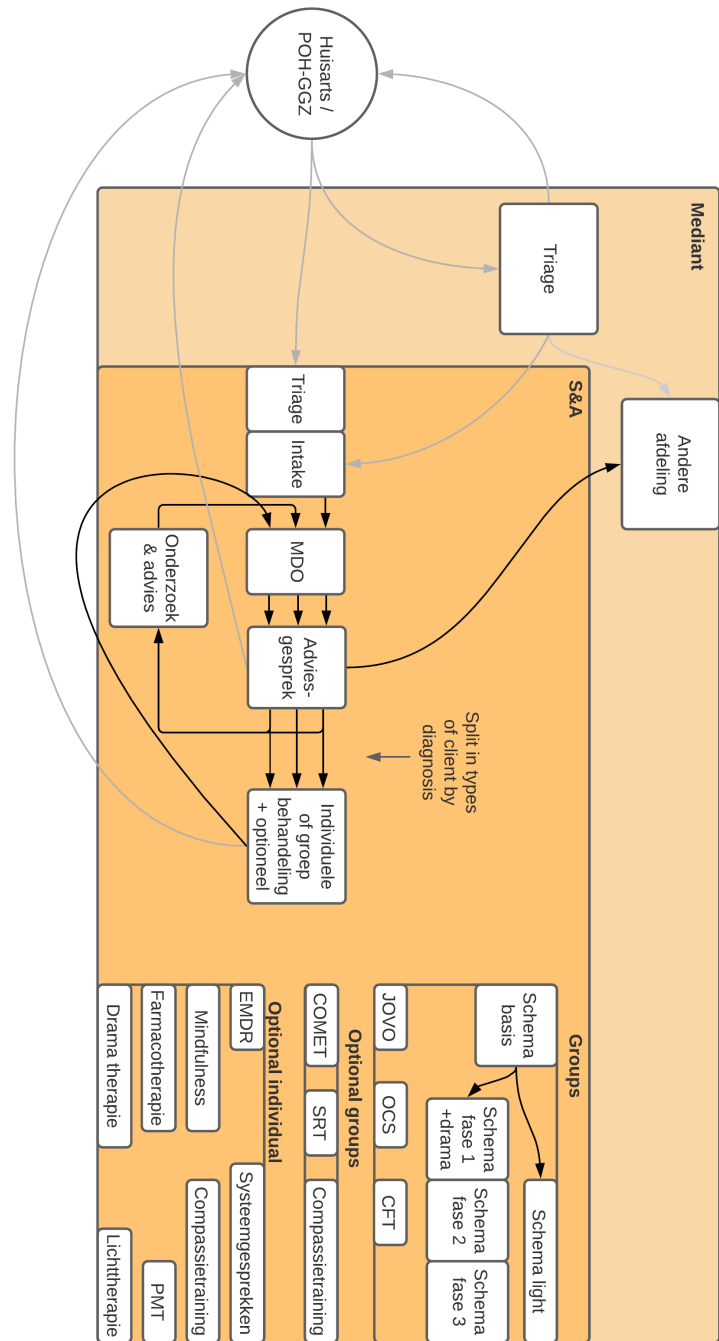 Huisarts /
POH-GGZ
Mediant
Triage
Andere
afdeling
S&A
Triage
Intake
MDO
Onderzoek
& advies
Advies-
gesprek
Split in types
of client by
diagnosis
Individuele
of groep
behandeling
+ optioneel
Groups
Schema
basis
Schema light
Schema
fase 1
+drama
Schema
fase 2
Schema
fase 3
JOVO
OCS
CFT
Optional groups
COMET
SRT
Compassietraining
Optional individual
EMDR
Systeemgesprekken
Mindfulness
Compassietraining
Farmacotherapie
PMT
Drama therapie
Lichttherapie